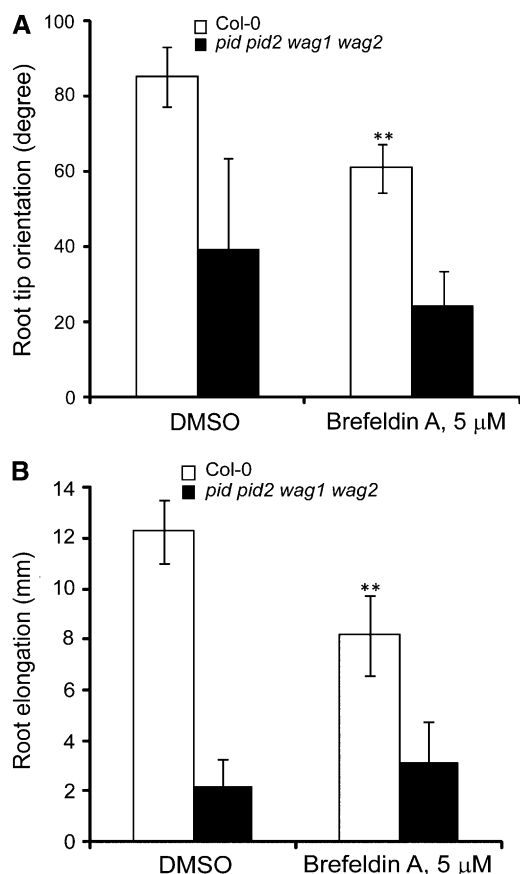 A
Col-0
pid pid2 wag1 wag2
Root tip orientation (degree)
100
80
60
40
20
0
**
DMSO
Brefeldin A, 5 μM
B
Col-0
pid pid2 wag1 wag2
Root elongation (mm)
14
12
10
8
6
4
2
0
**
DMSO
Brefeldin A, 5 μM